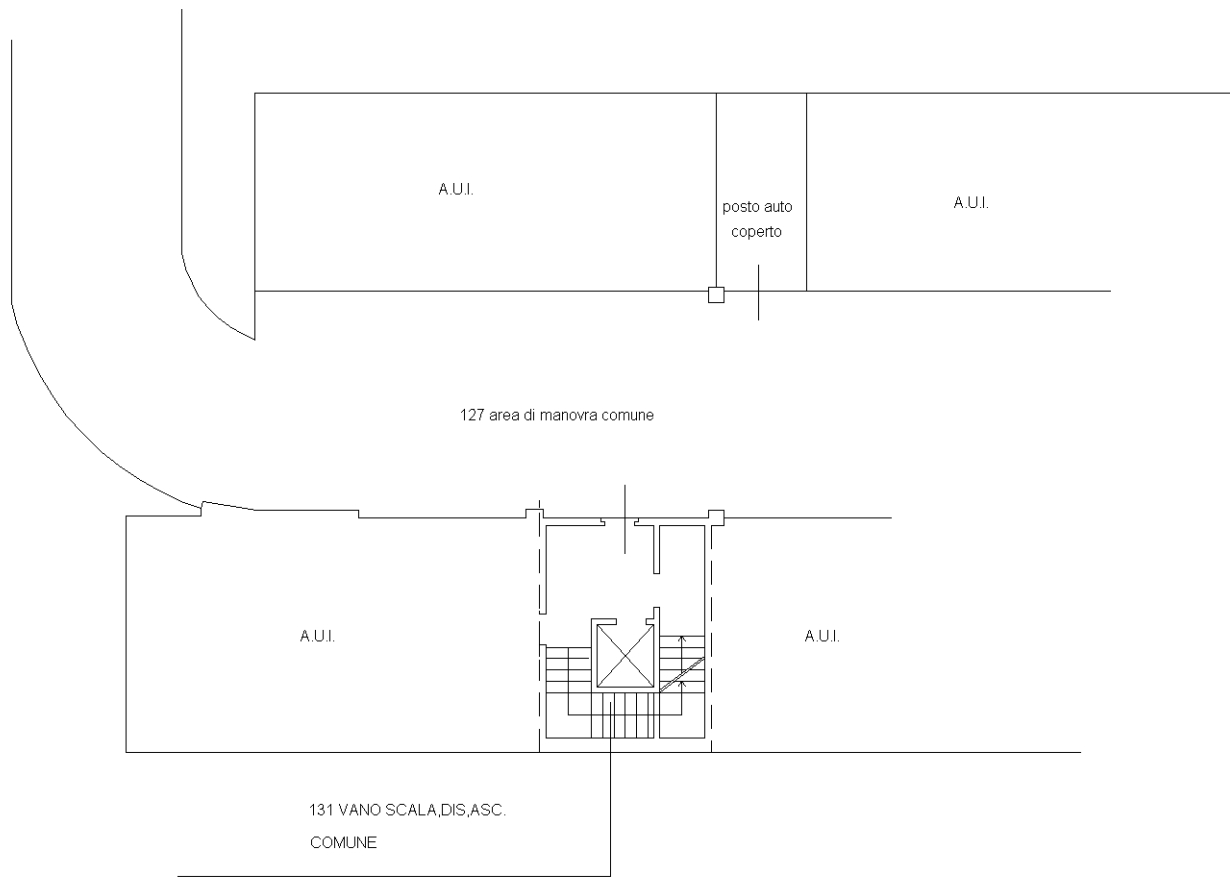 A.U.I.
posto auto
coperto
A.U.I.
127 area di manovra comune
A.U.I.
A.U.I.
131 VANO SCALA,DIS,ASC.
COMUNE